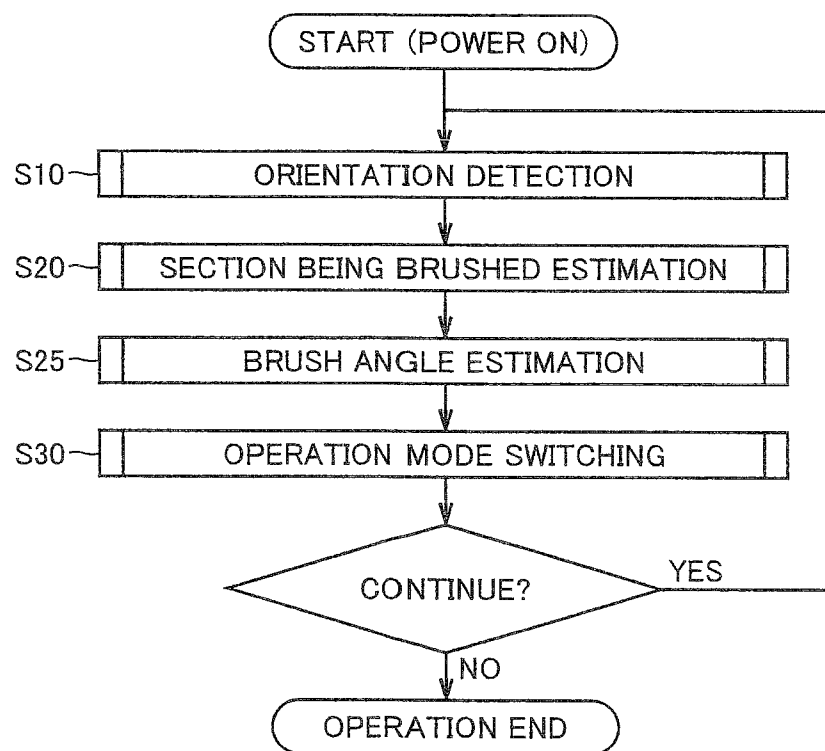 START (POWER ON)
S10 ORIENTATION DETECTION
S20 SECTION BEING BRUSHED ESTIMATION
S25 BRUSH ANGLE ESTIMATION
S30 OPERATION MODE SWITCHING
CONTINUE?
YES
NO
OPERATION END